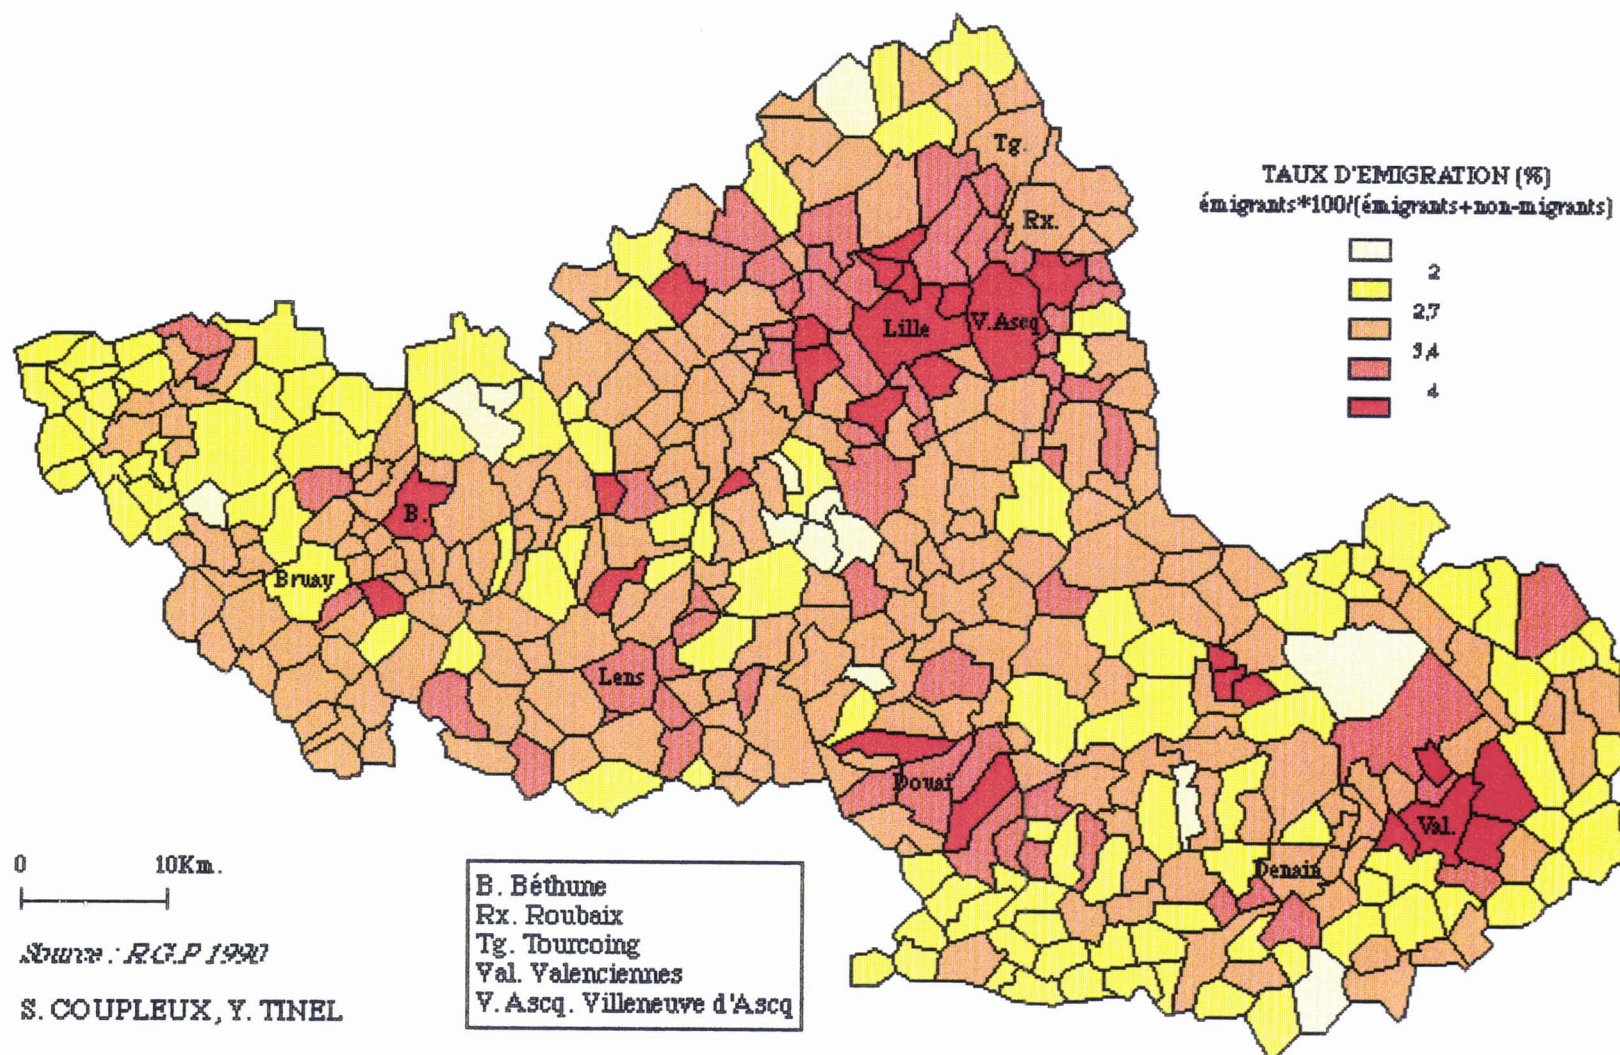 TAUX D'EMIGRATION (%)
émigrants*100/(émigrants+non-migrants)
2
2,7
3,4
4
Tg.
Rx.
Lille
V.Ascq
B.
Bruay
Lens
Douai
Val.
Denain
0 10Km.
Source : R.G.P 1990
S. COUPLEUX, Y. TINEL
B. Béthune
Rx. Roubaix
Tg. Tourcoing
Val. Valenciennes
V. Ascq. Villeneuve d'Ascq